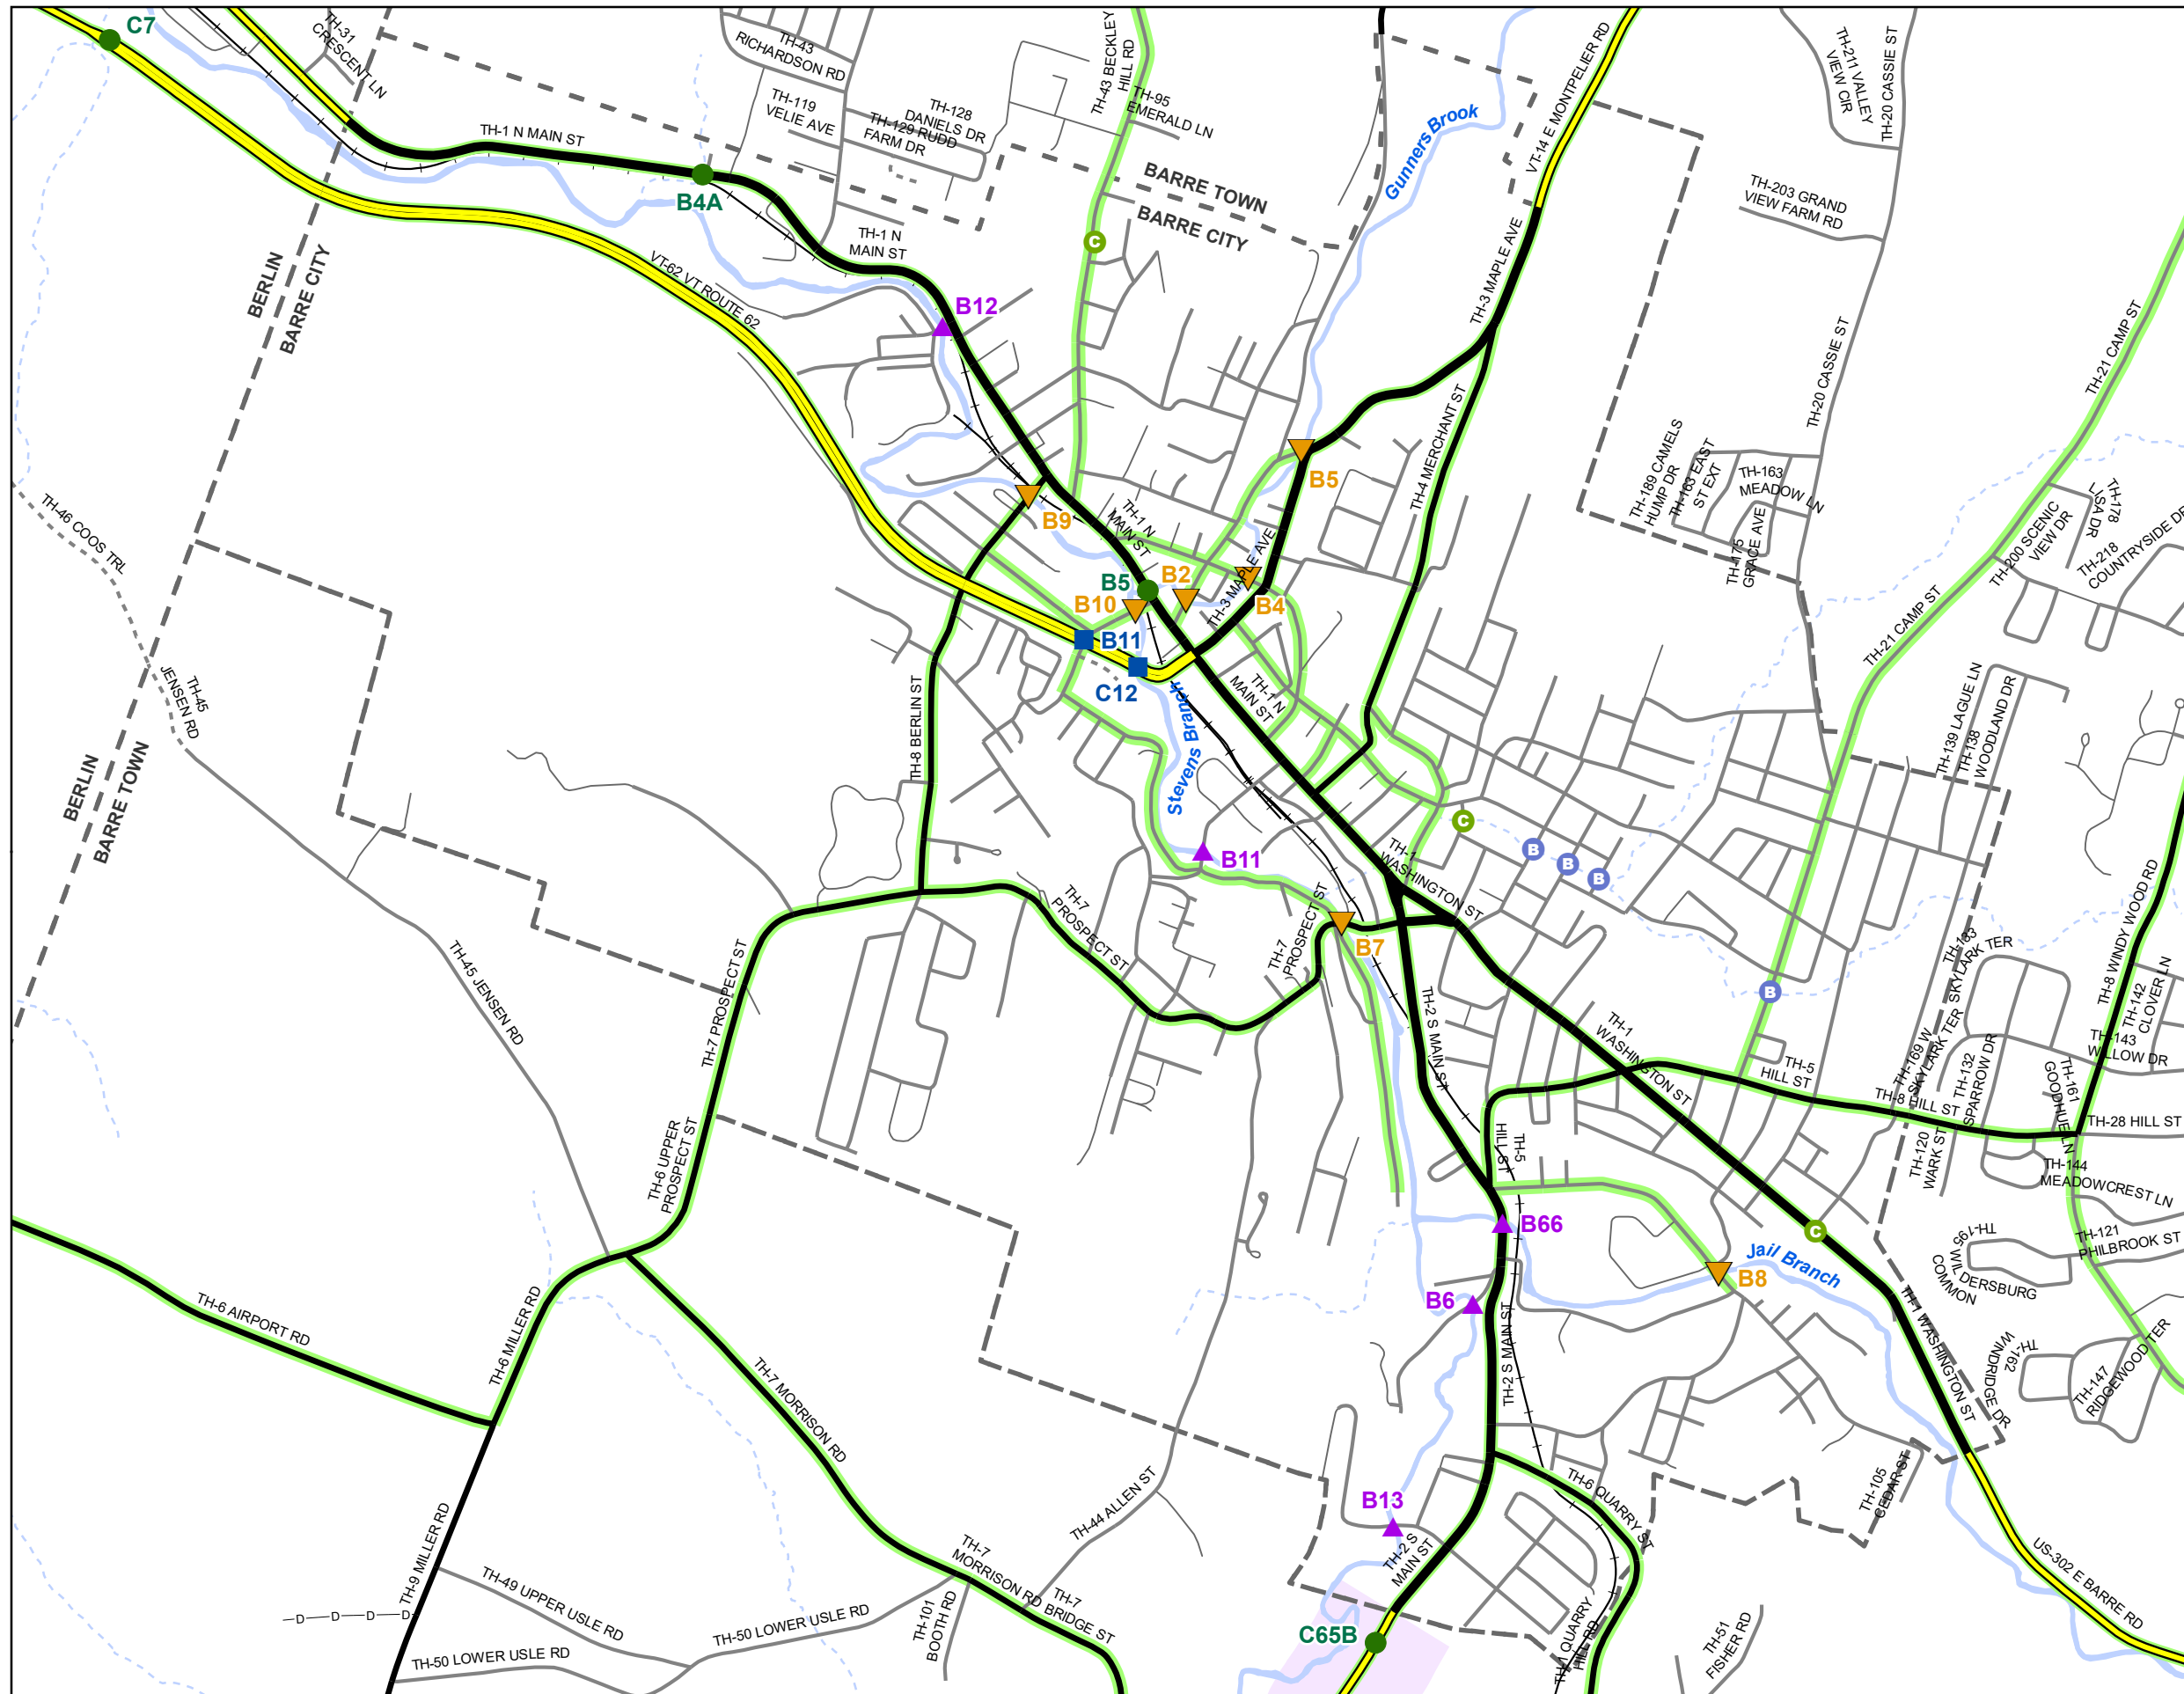 C7
TH-31
CRESCENT LN
TH-43
RICHARDSON RD
TH-119
VELIE AVE
TH-128
DANIELS DR
TH-129 RUDD
FARM DR
TH-43 BECKLEY
HILL RD
TH-95
EMERALD LN
Gunners Brook
VT-14 E MONTPELIER RD
TH-211 VALLEY
VIEW CIR
TH-20 CASSIE ST
TH-1 N MAIN ST
B4A
BARRE TOWN
BARRE CITY
TH-203 GRAND
VIEW FARM RD
TH-1 N
MAIN ST
C
BERLIN
BARRE CITY
VT-62 VT ROUTE 62
B12
TH-3 MAPLE AVE
TH-20 CASSIE ST
TH-21 CAMP ST
TH-4 MERCHANT ST
B5
B9
TH-1 N
MAIN ST
TH-189 CAMELS
HUMP DR
TH-163 EAST
ST EXT
TH-163
MEADOW LN
TH-175
GRACE AVE
TH-200 SCENIC
VIEW DR
TH-178
LISA DR
TH-218
COUNTRYSIDE DR
TH-46 COOS TRL
B5
B2
B10
B4
TH-3 MAPLE AVE
B11
C12
TH-21 CAMP ST
TH-45
JENSEN RD
TH-8 BERLIN ST
TH-1 N
MAIN ST
Stevens Branch
TH-139 LAGUE LN
TH-138
WOODLAND DR
BERLIN
BARRE TOWN
C
B
B
B
B11
TH-1
WASHINGTON ST
TH-7
PROSPECT ST
TH-7
PROSPECT ST
B7
TH-8 WINDY WOOD RD
TH-133
SKYLARK TER
TH-142
CLOVER LN
TH-45 JENSEN RD
TH-7 PROSPECT ST
B
TH-2 S MAIN ST
TH-1
WASHINGTON ST
TH-169 W
SKYLARK TER
TH-132
SPARROW DR
TH-143
WILLOW DR
TH-5
HILL ST
TH-8 HILL ST
TH-161
GOODHUE LN
TH-28 HILL ST
TH-6 UPPER
PROSPECT ST
TH-5
HILL ST
TH-120
WARK ST
TH-144
MEADOWCREST LN
B66
C
TH-121
PHILBROOK ST
TH-195
WILDERSBURG
COMMON
Jail Branch
B8
B6
TH-6 AIRPORT RD
TH-6 MILLER RD
TH-2 S MAIN ST
TH-1 WASHINGTON ST
TH-162
WINDRIDGE DR
TH-147
RIDGEWOOD TER
TH-7 MORRISON RD
TH-44 ALLEN ST
TH-6 QUARRY ST
TH-105
CEDAR ST
B13
TH-2 S
MAIN ST
TH-9 MILLER RD
TH-49 UPPER USLE RD
TH-7
MORRISON RD
TH-7
BRIDGE ST
US-302 E BARRE RD
D
D
D
D
TH-50 LOWER USLE RD
TH-50 LOWER USLE RD
TH-101
BOOTH RD
C65B
TH-1 QUARRY
HILL RD
TH-51
FISHER RD